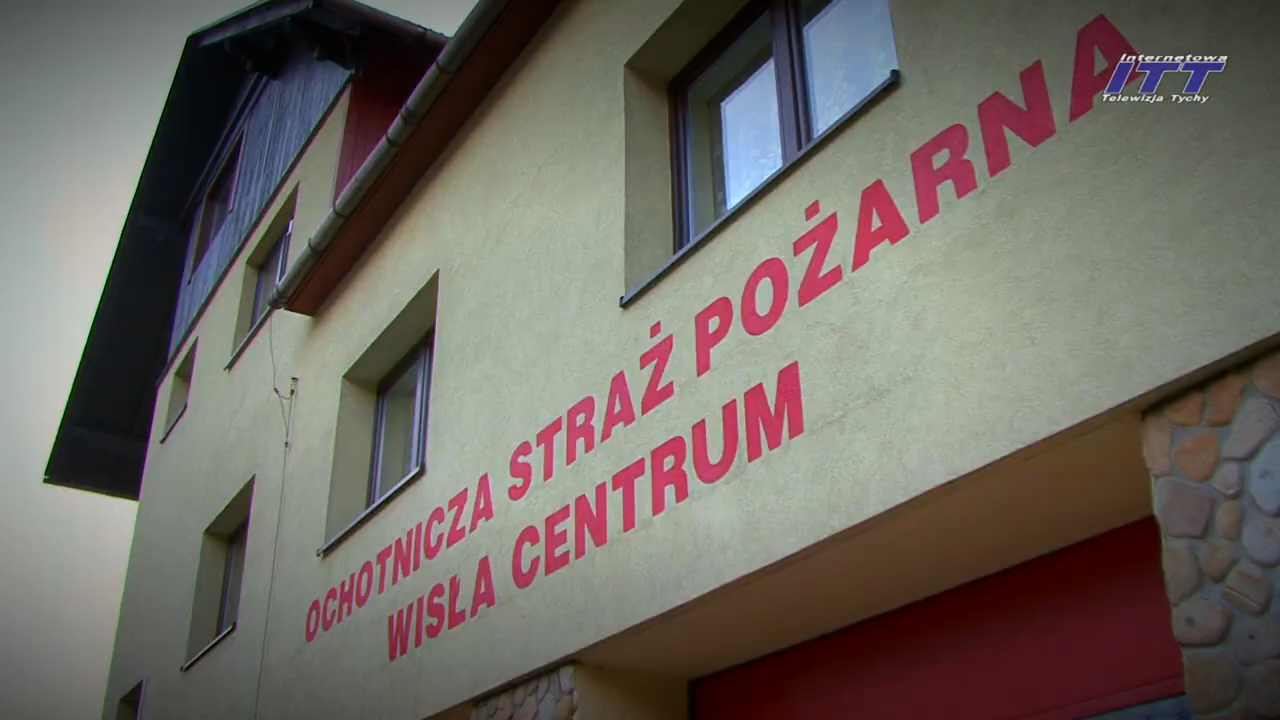 Internetowa
ITT
Telewizja Tychy
OCHOTNICZA STRAŻ POŻARNA
WISŁA CENTRUM